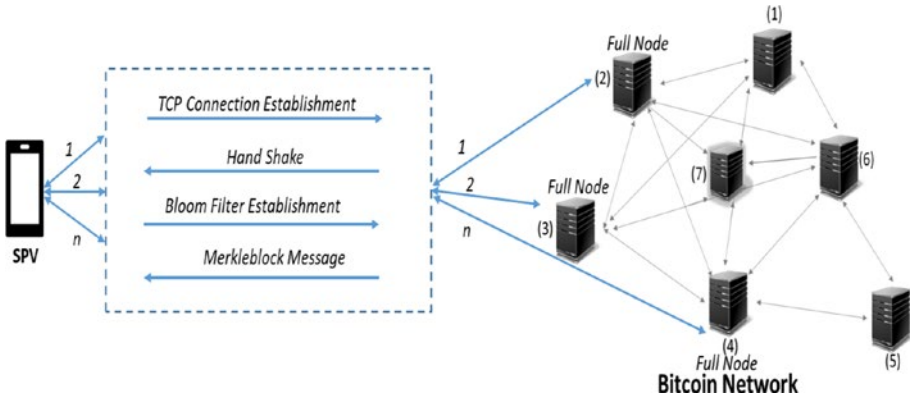 (1)
Full Node
(2)
TCP Connection Establishment
1
1
Hand Shake
(7)
(6)
2
2
Full Node
SPV
Bloom Filter Establishment
(3)
n
n
Merkleblock Message
(4)
(5)
Full Node
Bitcoin Network